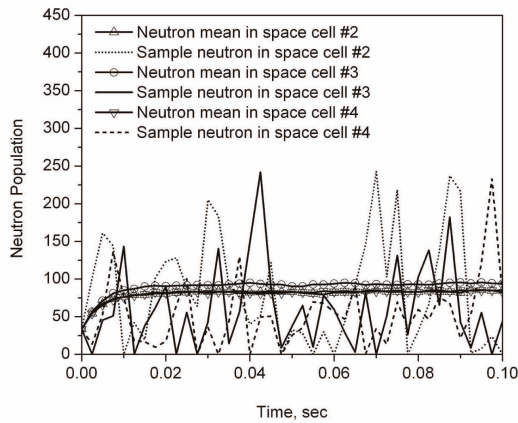 450
400
350
300
250
200
150
100
50
0
Neutron Population
Neutron mean in space cell #2
Sample neutron in space cell #2
Neutron mean in space cell #3
Sample neutron in space cell #3
Neutron mean in space cell #4
Sample neutron in space cell #4
0.00 0.02 0.04 0.06 0.08 0.10
Time, sec